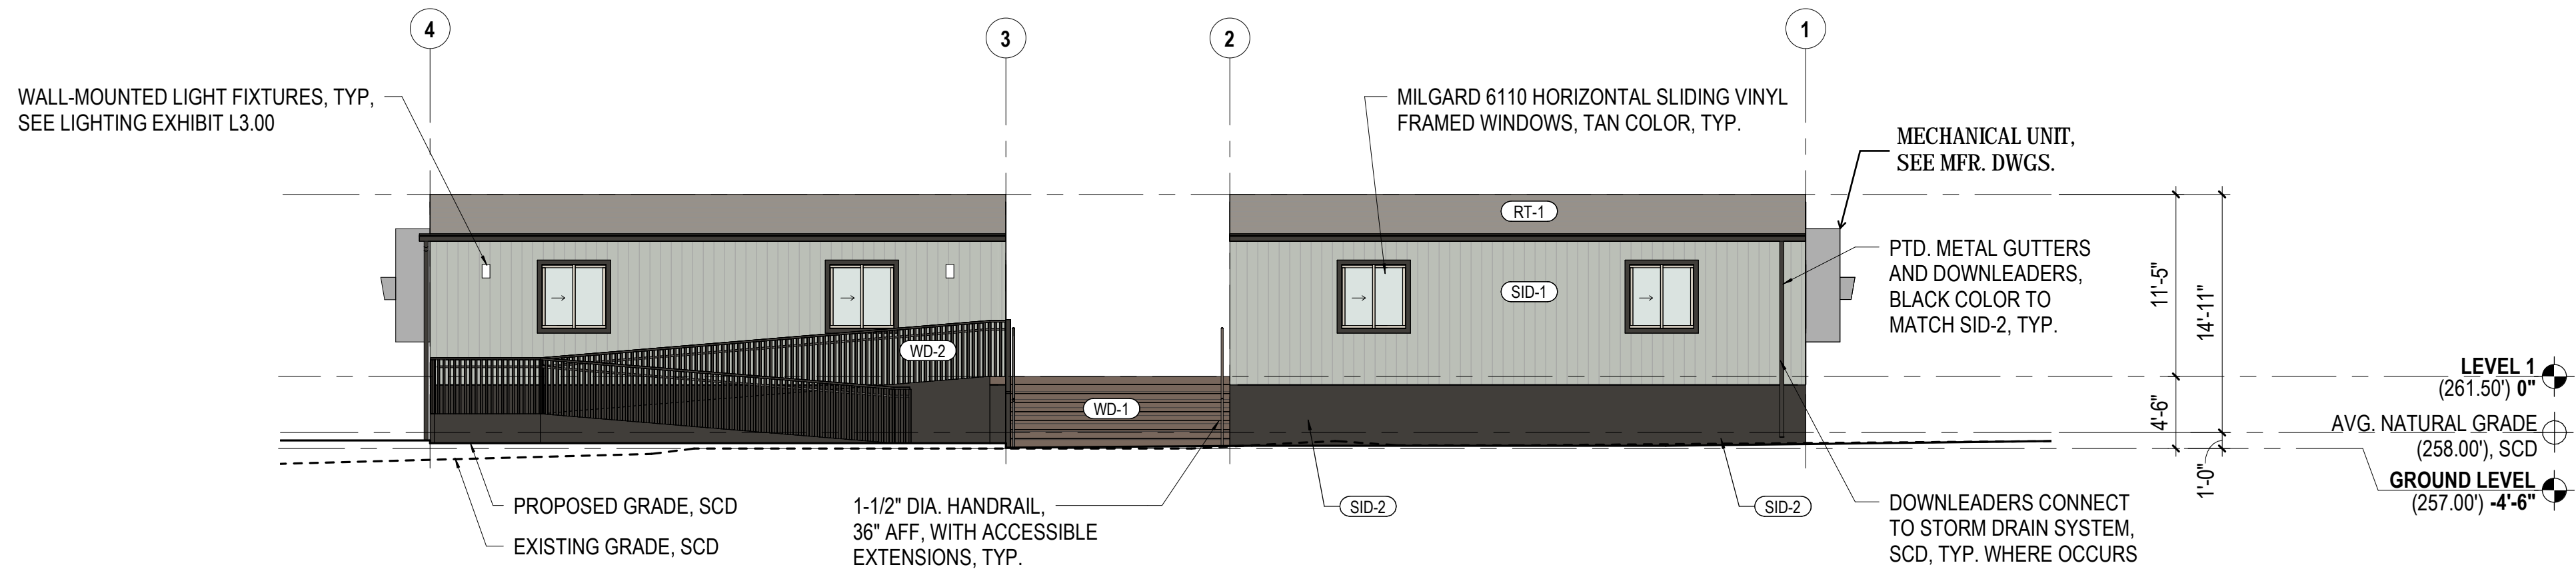 4
3
2
1
WALL-MOUNTED LIGHT FIXTURES, TYP,
SEE LIGHTING EXHIBIT L3.00
MILGARD 6110 HORIZONTAL SLIDING VINYL
FRAMED WINDOWS, TAN COLOR, TYP.
MECHANICAL UNIT,
SEE MFR. DWGS.
RT-1
SID-1
WD-2
WD-1
PTD. METAL GUTTERS
AND DOWNLEADERS,
BLACK COLOR TO
MATCH SID-2, TYP.
11'-5"
14'-11"
4'-6"
1'-0"
LEVEL 1
(261.50') 0"
AVG. NATURAL GRADE
(258.00'), SCD
GROUND LEVEL
(257.00') -4'-6"
PROPOSED GRADE, SCD
EXISTING GRADE, SCD
1-1/2" DIA. HANDRAIL,
36" AFF, WITH ACCESSIBLE
EXTENSIONS, TYP.
SID-2
SID-2
DOWNLEADERS CONNECT
TO STORM DRAIN SYSTEM,
SCD, TYP. WHERE OCCURS